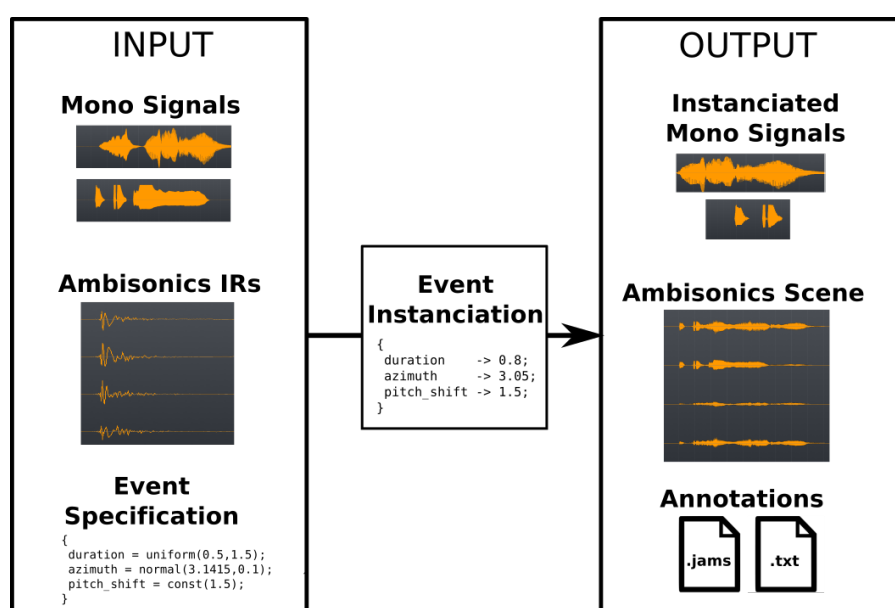 INPUT
Mono Signals
Ambisonics IRs
Event
Specification
{
duration = uniform(0.5,1.5);
azimuth = normal(3.1415,0.1);
pitch_shift = const(1.5);
}
Event
Instanciation
{
duration -> 0.8;
azimuth -> 3.05;
pitch_shift -> 1.5;
}
OUTPUT
Instanciated
Mono Signals
Ambisonics Scene
Annotations
.jams
.txt